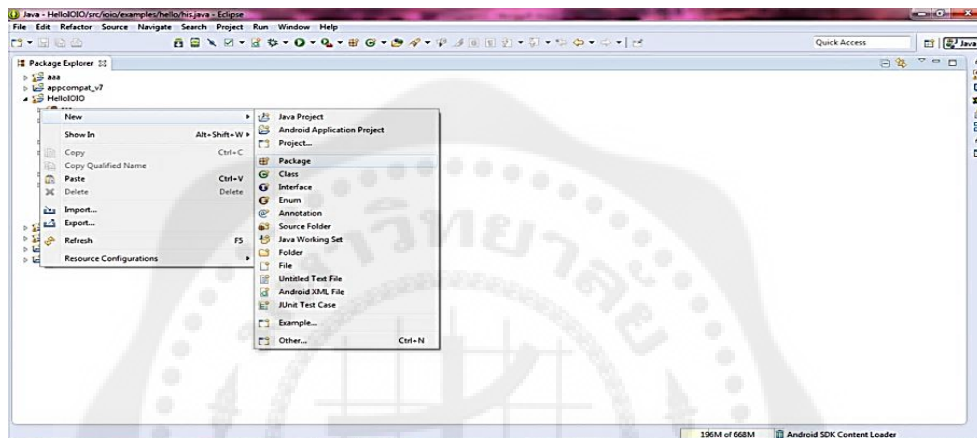 Java - HelloIOIO/src/ioio/examples/hello/his.java - Eclipse
File Edit Refactor Source Navigate Search Project Run Window Help
Quick Access
Java
Package Explorer
aaa
appcompat_v7
HelloIOIO
New
Show In Alt+Shift+W
Copy Ctrl+C
Copy Qualified Name
Paste Ctrl+V
Delete Delete
Import...
Export...
Refresh F5
Resource Configurations
Java Project
Android Application Project
Project...
Package
Class
Interface
Enum
Annotation
Source Folder
Java Working Set
Folder
File
Untitled Text File
Android XML File
JUnit Test Case
Example...
Other... Ctrl+N
196M of 668M
Android SDK Content Loader